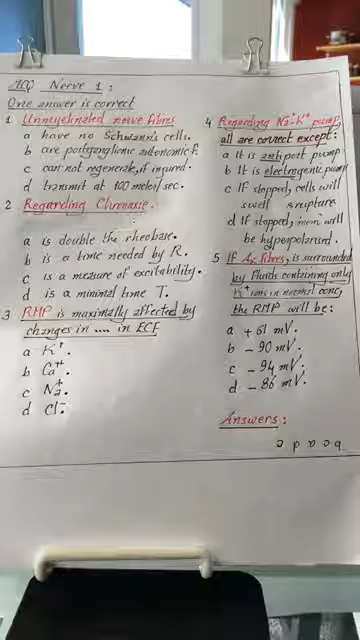 MCQ Nerve 1:
One answer is correct
1 Unmyelinated nerve fibres
a have no Schwann's cells.
b are postganglionic autonomic f.
c can not regenerate, if injured.
d transmit at 100 meter/sec.
2 Regarding Chronaxie.
a is double the rheobase.
b is a time needed by R.
c is a measure of excitability.
d is a minimal time T.
3 RMP is maximally affected by
changes in .... in ECF
a K+.
b Ca++.
c Na+.
d Cl-.
4 Regarding Na+-K+ pump,
all are correct except:
a It is antiport pump
b It is electrogenic pump
c If stopped, cells will
swell & rupture
d If stopped, mem will
be hyperpolarised.
5 If Ax fibres, is surrounded
by fluids containing only
K+ ions in normal conc,
the RMP will be:
a + 61 mV.
b - 90 mV.
c - 94 mV.
d - 86 mV.
Answers:
b c a d c